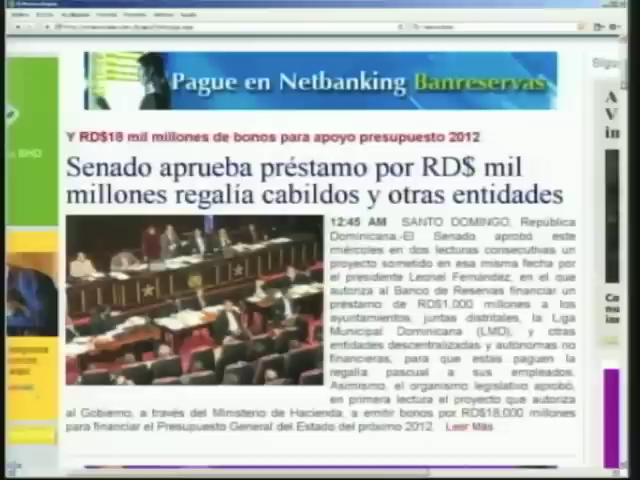 Pague en Netbanking Banreservas
Y RD$18 mil millones de bonos para apoyo presupuesto 2012
Senado aprueba préstamo por RD$ mil
millones regalía cabildos y otras entidades
12:45 AM SANTO DOMINGO, República
Dominicana.-El Senado aprobó este
miércoles en dos lecturas consecutivas un
proyecto sometido en esa misma fecha por
el presidente Leonel Fernández, en el que
autoriza al Banco de Reservas financiar un
préstamo de RD$1,000 millones a los
ayuntamientos, juntas distritales, la Liga
Municipal Dominicana (LMD), y otras
entidades descentralizadas y autónomas no
financieras, para que estas paguen la
regalía pascual a sus empleados.
Asimismo, el organismo legislativo aprobó,
en primera lectura el proyecto que autoriza
al Gobierno, a través del Ministerio de Hacienda, a emitir bonos por RD$18,000 millones
para financiar el Presupuesto General del Estado del próximo 2012. Leer Más
BHD